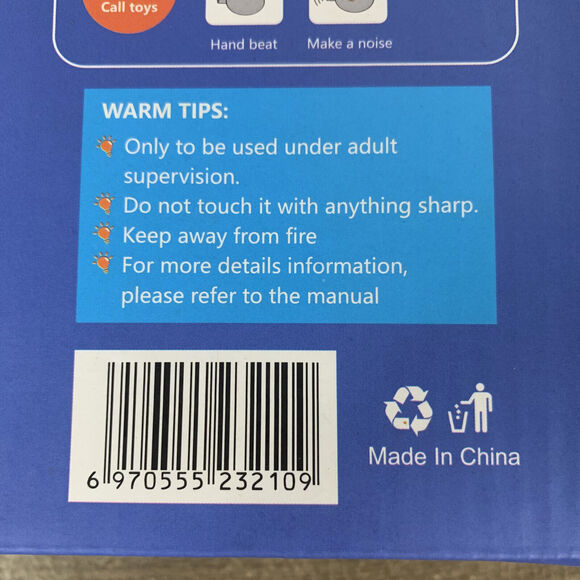 Call toys
Hand beat
Make a noise
WARM TIPS:
Only to be used under adult
supervision.
Do not touch it with anything sharp.
Keep away from fire
For more details information,
please refer to the manual
6 970555 232109
Made In China